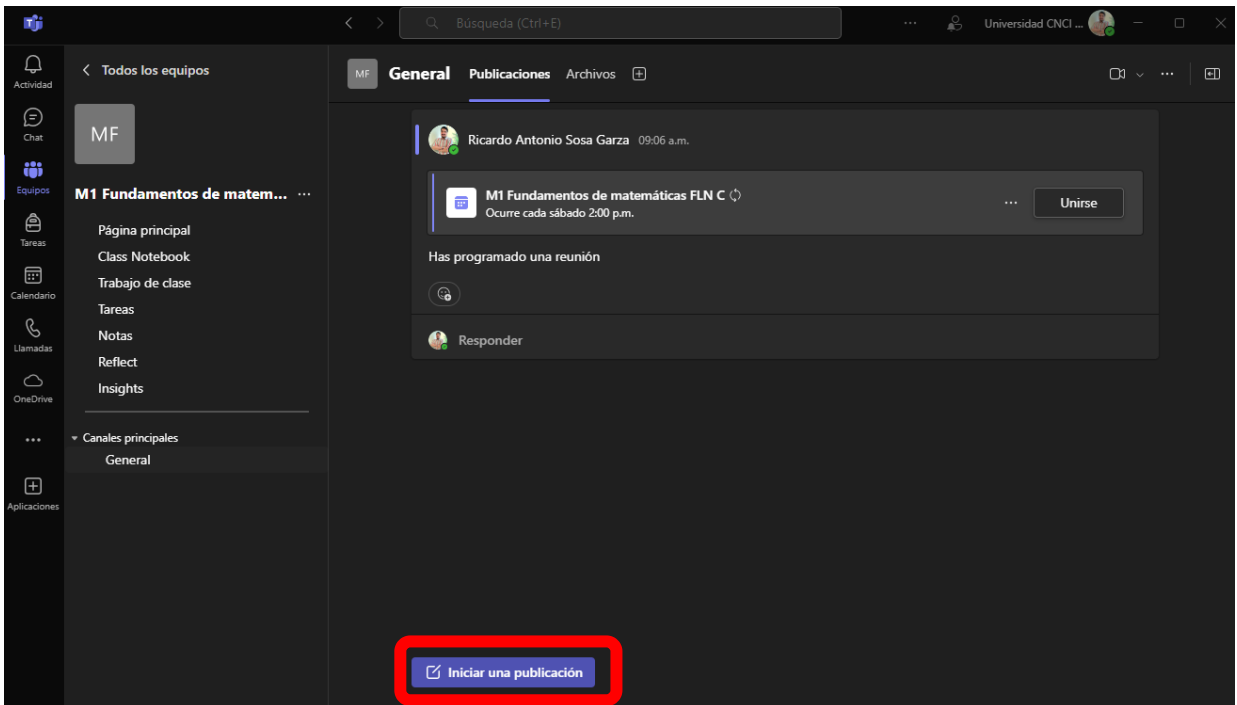 Búsqueda (Ctrl+E)
Universidad CNCI ...
Actividad
Chat
Equipos
Tareas
Calendario
Llamadas
OneDrive
Aplicaciones
Todos los equipos
MF
M1 Fundamentos de matem... ...
Página principal
Class Notebook
Trabajo de clase
Tareas
Notas
Reflect
Insights
Canales principales
General
MF General Publicaciones Archivos
Ricardo Antonio Sosa Garza 09:06 a.m.
M1 Fundamentos de matemáticas FLN C
Ocurre cada sábado 2:00 p.m.
Unirse
Has programado una reunión
Responder
Iniciar una publicación